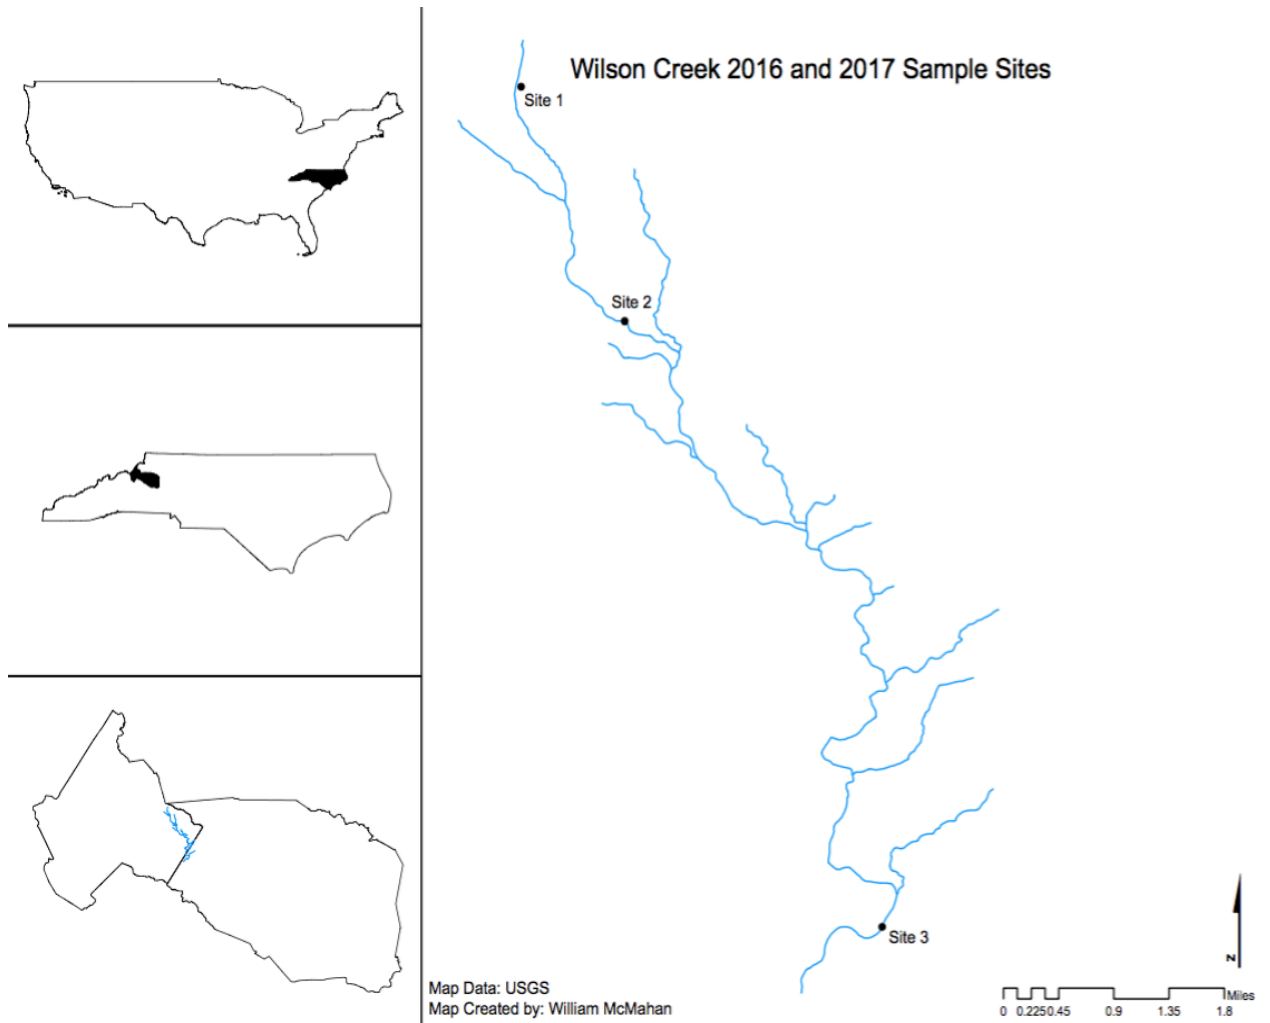 Wilson Creek 2016 and 2017 Sample Sites
Site 1
Site 2
Site 3
Map Data: USGS
Map Created by: William McMahan
N
Miles
0 0.2250.45 0.9 1.35 1.8